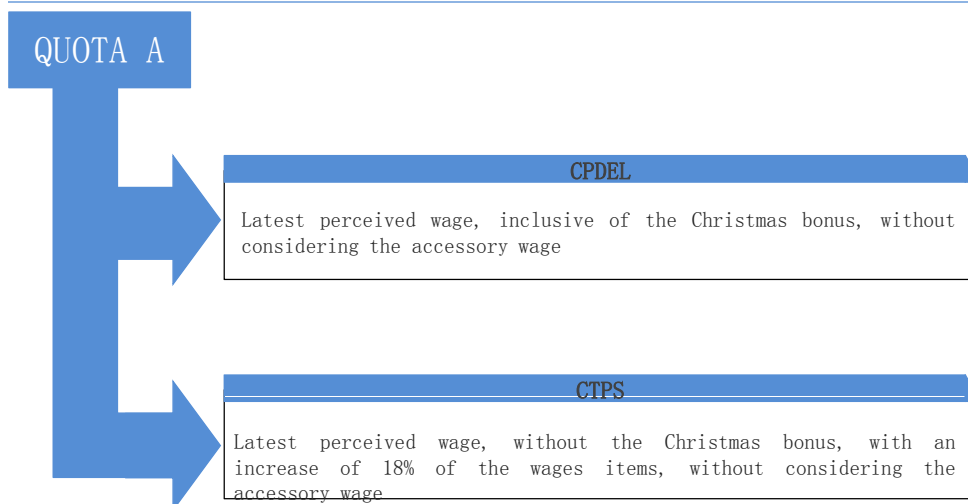 QUOTA A
CPDEL
Latest perceived wage, inclusive of the Christmas bonus, without
considering the accessory wage
CTPS
Latest perceived wage, without the Christmas bonus, with an
increase of 18% of the wages items, without considering the
accessory wage